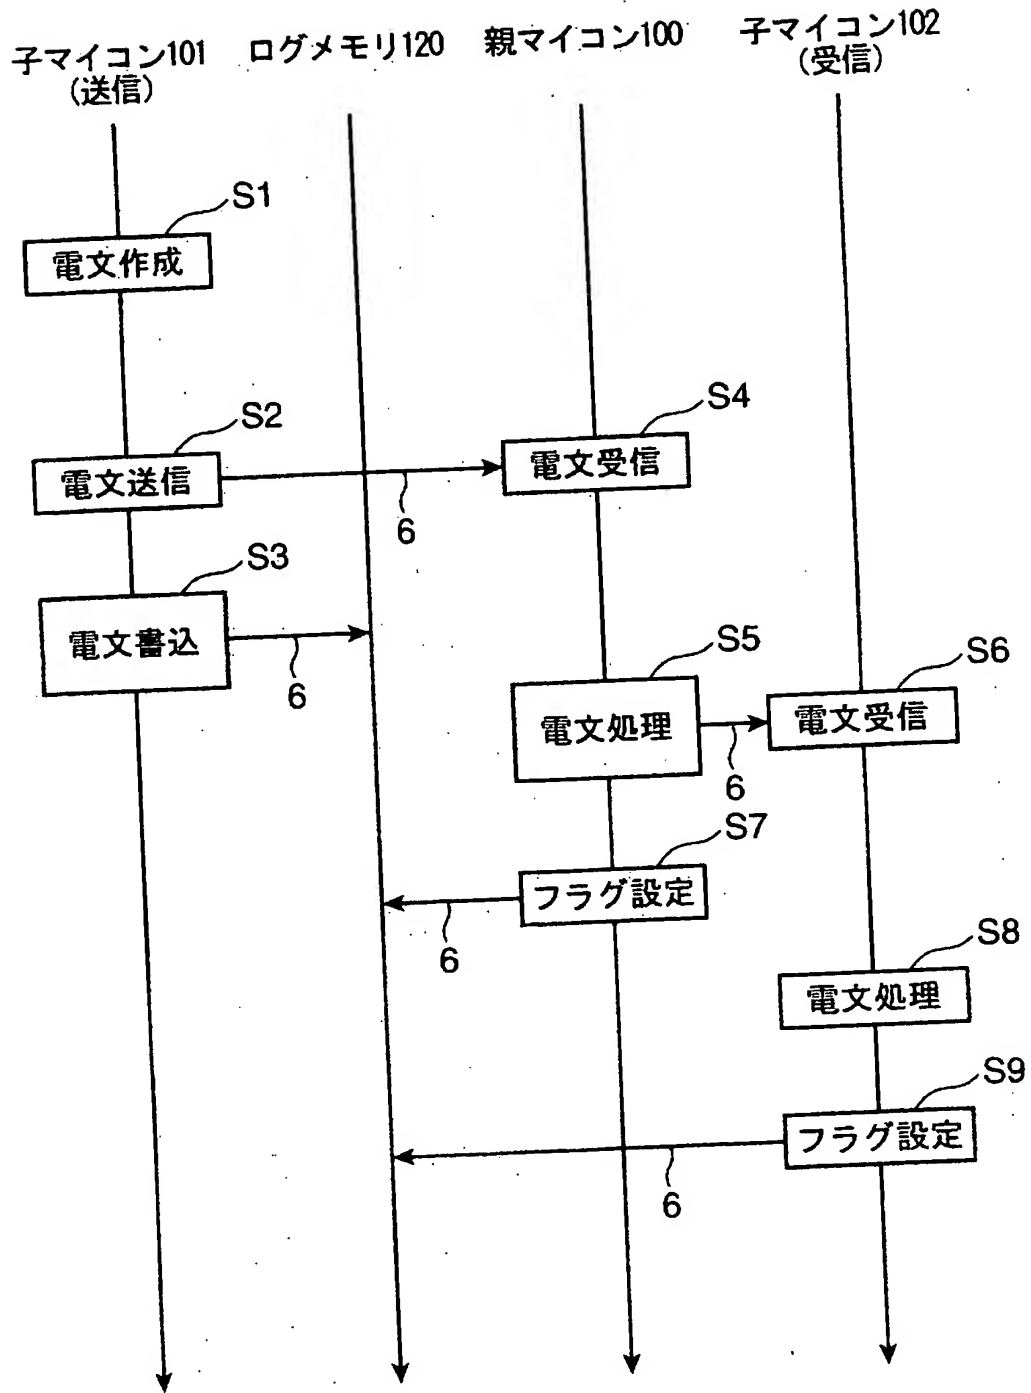 子マイコン101
(送信)
ログメモリ120
親マイコン100
子マイコン102
(受信)
S1
電文作成
S2
電文送信
S4
電文受信
6
S3
電文書込
6
S5
電文処理
S6
電文受信
6
S7
フラグ設定
6
S8
電文処理
S9
フラグ設定
6